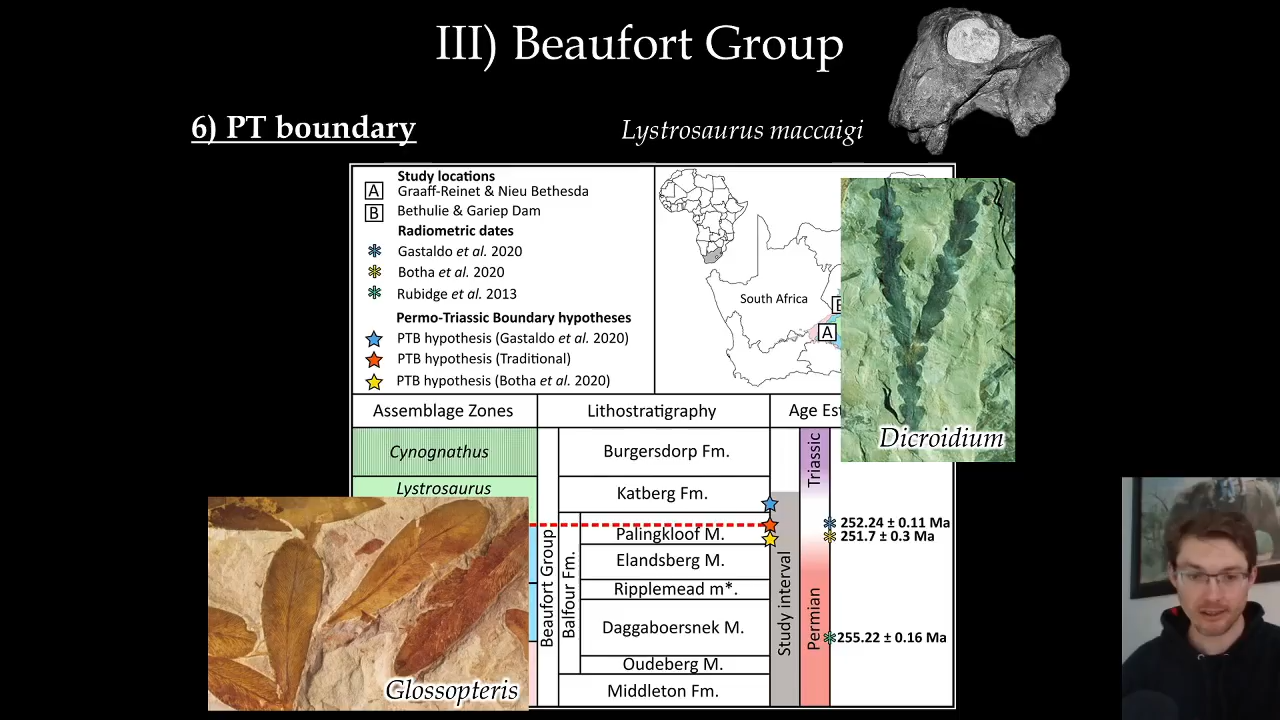 III) Beaufort Group
6) PT boundary
Lystrosaurus maccaigi
Study locations
A Graaff-Reinet & Nieu Bethesda
B Bethulie & Gariep Dam
Radiometric dates
Gastaldo et al. 2020
Botha et al. 2020
Rubidge et al. 2013
Permo-Triassic Boundary hypotheses
PTB hypothesis (Gastaldo et al. 2020)
PTB hypothesis (Traditional)
PTB hypothesis (Botha et al. 2020)
South Africa
A
Dicroidium
Assemblage Zones
Lithostratigraphy
Age Es
Cynognathus
Lystrosaurus
Beaufort Group
Balfour Fm.
Burgersdorp Fm.
Katberg Fm.
Palingkloof M.
Elandsberg M.
Ripplemead m*.
Daggaboersnek M.
Oudeberg M.
Middleton Fm.
Study interval
Triassic
Permian
252.24 ± 0.11 Ma
251.7 ± 0.3 Ma
255.22 ± 0.16 Ma
Glossopteris